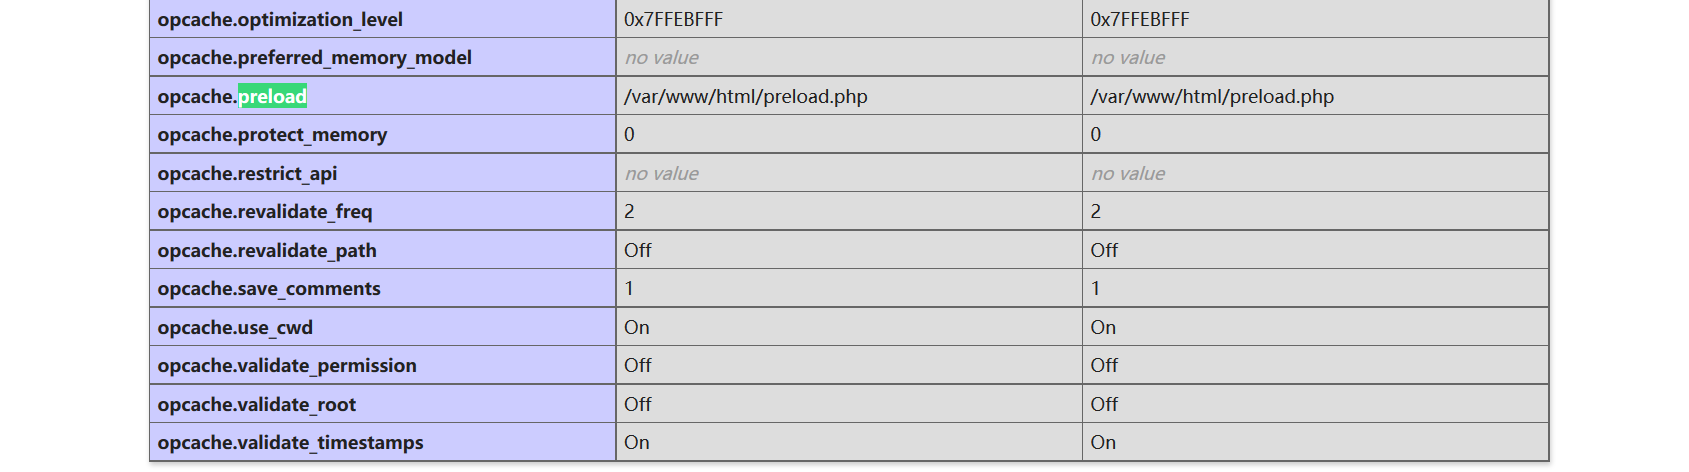 opcache.optimization_level 0x7FFEBFFF 0x7FFEBFFF
opcache.preferred_memory_model no value no value
opcache.preload /var/www/html/preload.php /var/www/html/preload.php
opcache.protect_memory 0 0
opcache.restrict_api no value no value
opcache.revalidate_freq 2 2
opcache.revalidate_path Off Off
opcache.save_comments 1 1
opcache.use_cwd On On
opcache.validate_permission Off Off
opcache.validate_root Off Off
opcache.validate_timestamps On On